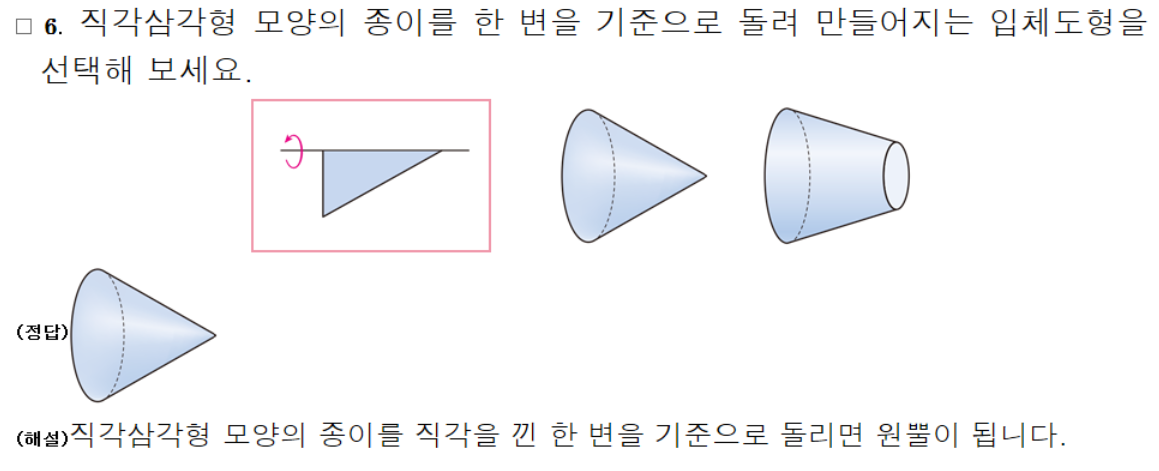 □ 6. 직각삼각형 모양의 종이를 한 변을 기준으로 돌려 만들어지는 입체도형을
선택해 보세요.
(정답)
(해설)직각삼각형 모양의 종이를 직각을 낀 한 변을 기준으로 돌리면 원뿔이 됩니다.